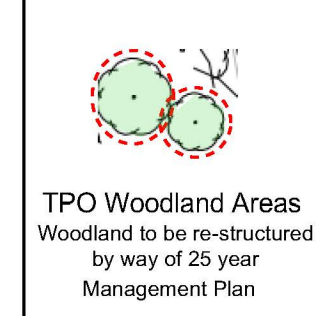 TPO Woodland Areas
Woodland to be re-structured
by way of 25 year
Management Plan